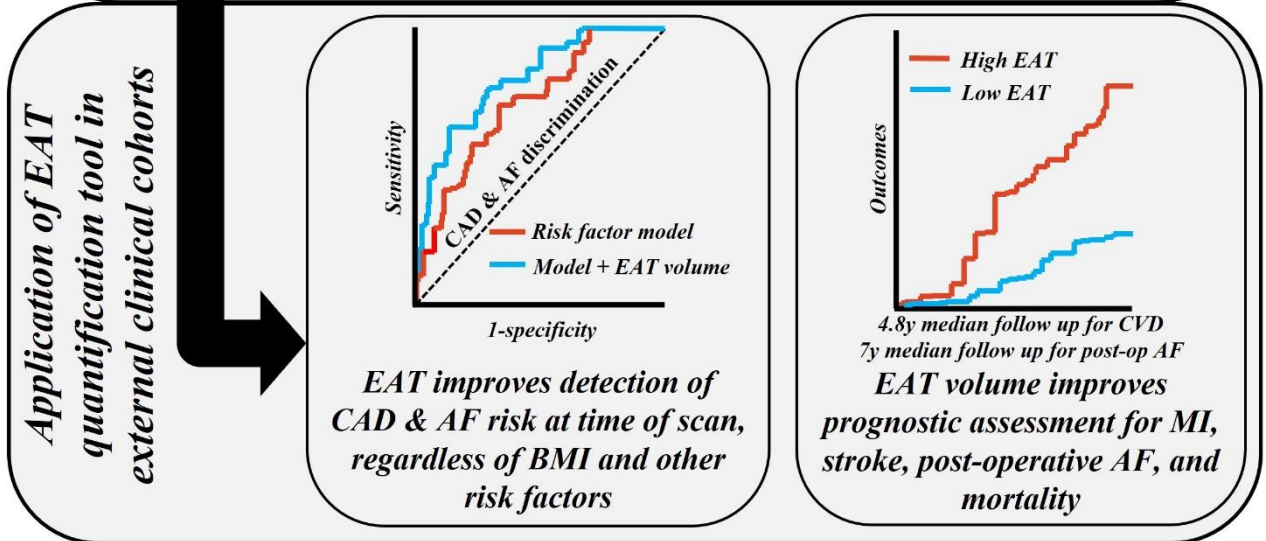 Application of EAT
quantification tool in
external clinical cohorts
Sensitivity
CAD & AF discrimination
Risk factor model
Model + EAT volume
1-specificity
EAT improves detection of
CAD & AF risk at time of scan,
regardless of BMI and other
risk factors
High EAT
Low EAT
Outcomes
4.8y median follow up for CVD
7y median follow up for post-op AF
EAT volume improves
prognostic assessment for MI,
stroke, post-operative AF, and
mortality